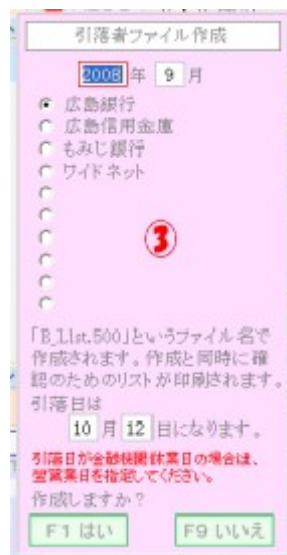 引落者ファイル作成
2008 年 9 月
広島銀行
広島信用金庫
もみじ銀行
ワイドネット
3
「B_List.500」というファイル名で
作成されます。作成と同時に確
認のためのリストが印刷されます。
引落日は
10 月 12 日になります。
引落日が金融機関休業日の場合は、
翌営業日を指定してください。
作成しますか？
F1 はい
F9 いいえ